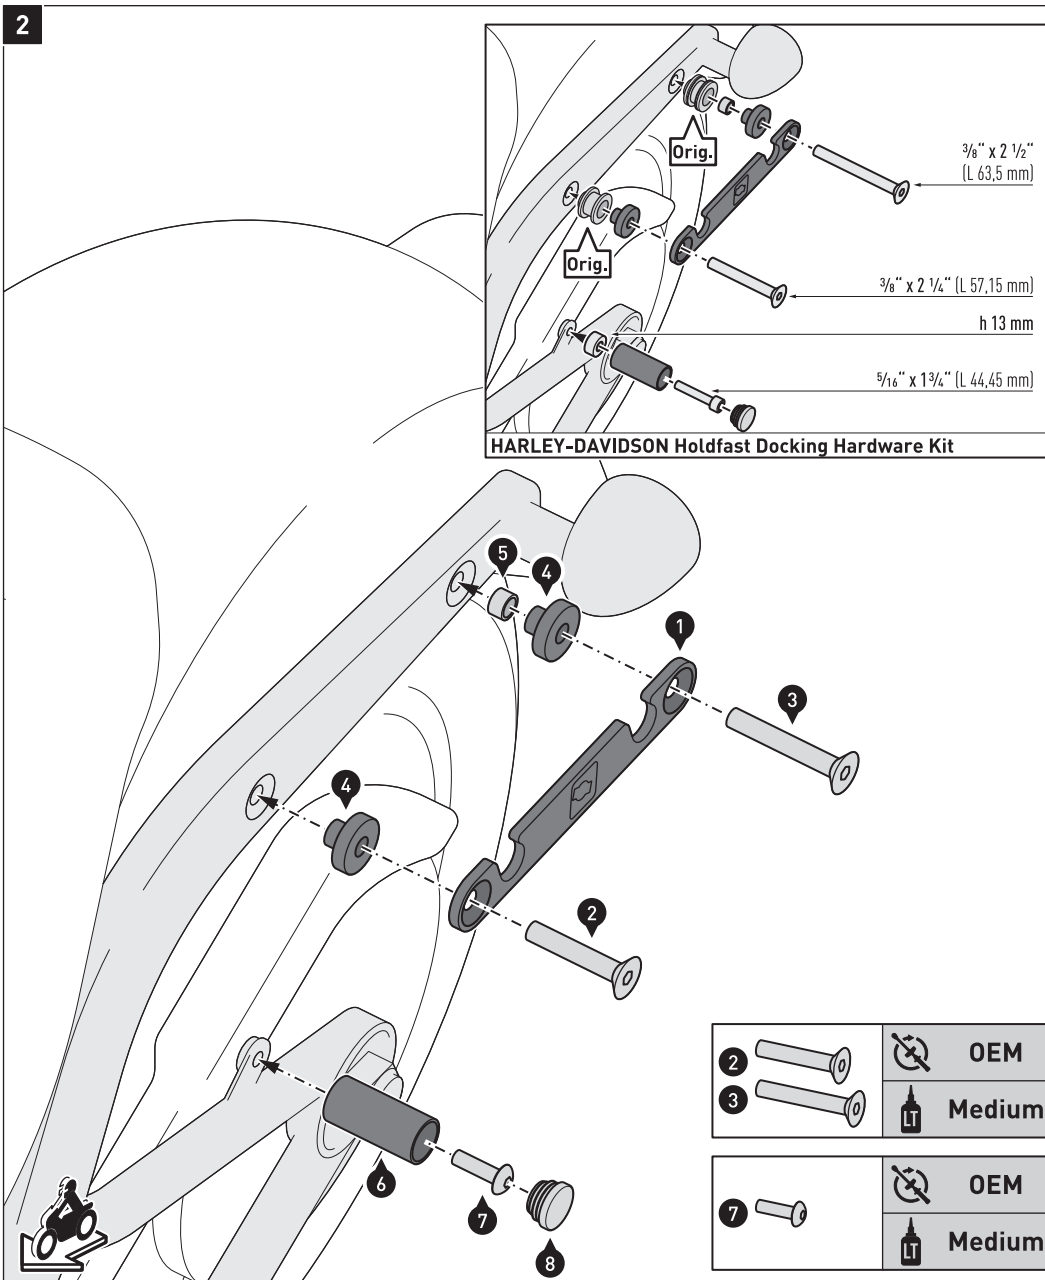 2
Orig.
3/8“ x 2 1/2“
(L 63,5 mm)
Orig.
3/8“ x 2 1/4“ (L 57,15 mm)
h 13 mm
5/16“ x 1 3/4“ (L 44,45 mm)
HARLEY-DAVIDSON Holdfast Docking Hardware Kit
5
4
1
3
4
2
6
7
8
2
OEM
3
LT
Medium
7
OEM
LT
Medium